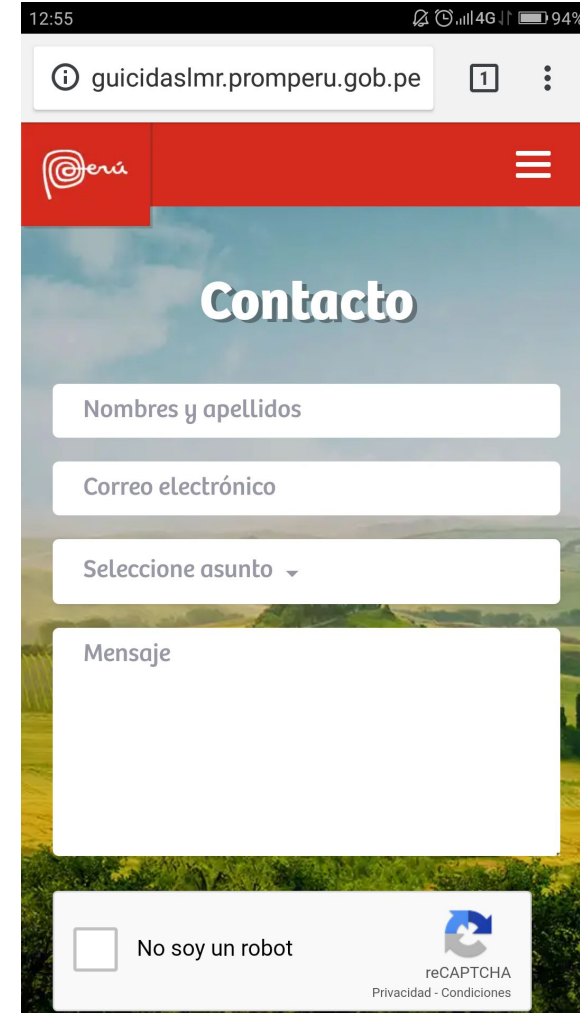 12:55 4G 94%
guicidaslmr.promperu.gob.pe 1
Perú
Contacto
Nombres y apellidos
Correo electrónico
Seleccione asunto
Mensaje
No soy un robot
reCAPTCHA
Privacidad - Condiciones